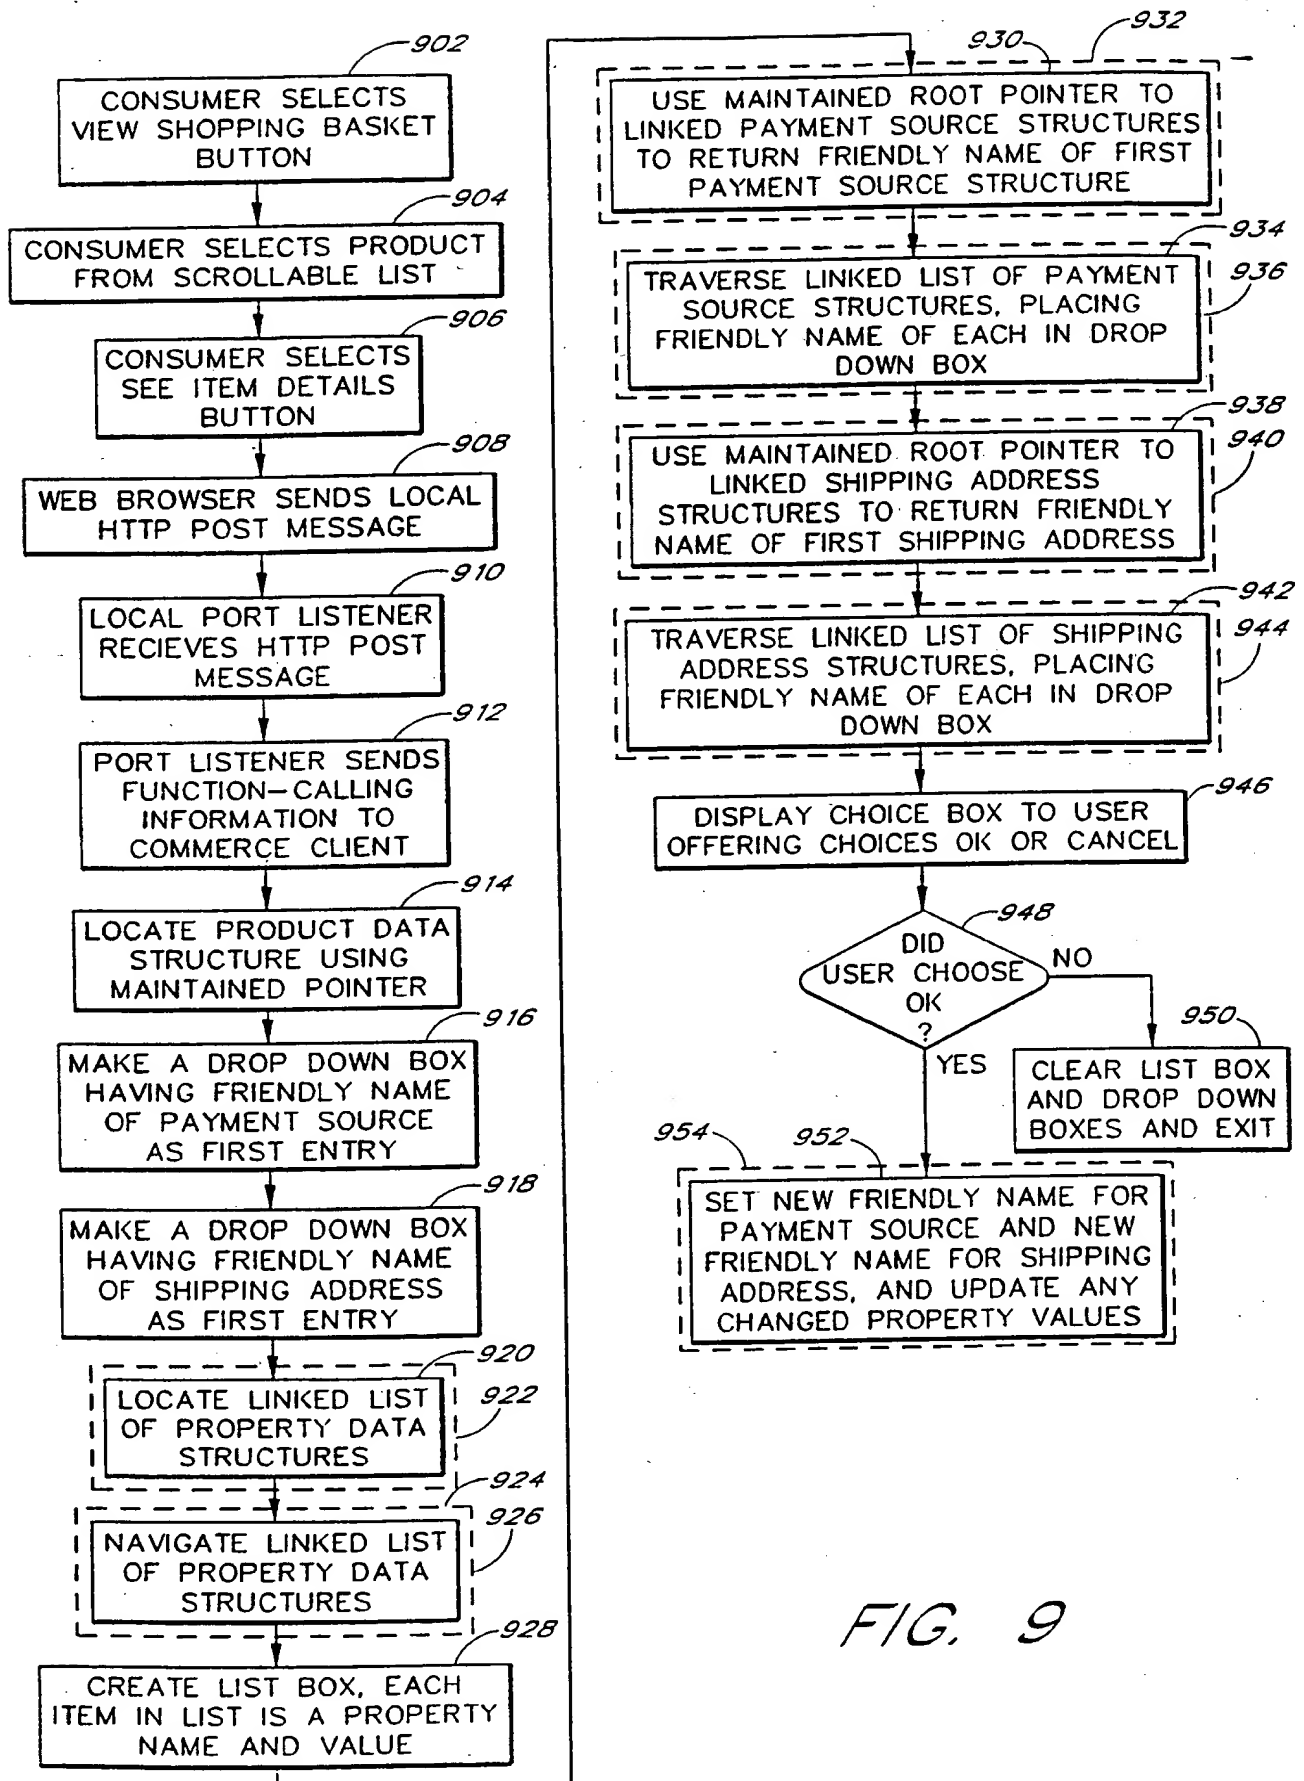 902
CONSUMER SELECTS
VIEW SHOPPING BASKET
BUTTON
904
CONSUMER SELECTS PRODUCT
FROM SCROLLABLE LIST
906
CONSUMER SELECTS
SEE ITEM DETAILS
BUTTON
908
WEB BROWSER SENDS LOCAL
HTTP POST MESSAGE
910
LOCAL PORT LISTENER
RECIEVES HTTP POST
MESSAGE
912
PORT LISTENER SENDS
FUNCTION-CALLING
INFORMATION TO
COMMERCE CLIENT
914
LOCATE PRODUCT DATA
STRUCTURE USING
MAINTAINED POINTER
916
MAKE A DROP DOWN BOX
HAVING FRIENDLY NAME
OF PAYMENT SOURCE
AS FIRST ENTRY
918
MAKE A DROP DOWN BOX
HAVING FRIENDLY NAME
OF SHIPPING ADDRESS
AS FIRST ENTRY
920
922
LOCATE LINKED LIST
OF PROPERTY DATA
STRUCTURES
924
926
NAVIGATE LINKED LIST
OF PROPERTY DATA
STRUCTURES
928
CREATE LIST BOX, EACH
ITEM IN LIST IS A PROPERTY
NAME AND VALUE
930
932
USE MAINTAINED ROOT POINTER TO
LINKED PAYMENT SOURCE STRUCTURES
TO RETURN FRIENDLY NAME OF FIRST
PAYMENT SOURCE STRUCTURE
934
936
TRAVERSE LINKED LIST OF PAYMENT
SOURCE STRUCTURES, PLACING
FRIENDLY NAME OF EACH IN DROP
DOWN BOX
938
940
USE MAINTAINED ROOT POINTER TO
LINKED SHIPPING ADDRESS
STRUCTURES TO RETURN FRIENDLY
NAME OF FIRST SHIPPING ADDRESS
942
944
TRAVERSE LINKED LIST OF SHIPPING
ADDRESS STRUCTURES, PLACING
FRIENDLY NAME OF EACH IN DROP
DOWN BOX
946
DISPLAY CHOICE BOX TO USER
OFFERING CHOICES OK OR CANCEL
948
DID
USER CHOOSE
OK
?
NO
YES
950
CLEAR LIST BOX
AND DROP DOWN
BOXES AND EXIT
954
952
SET NEW FRIENDLY NAME FOR
PAYMENT SOURCE AND NEW
FRIENDLY NAME FOR SHIPPING
ADDRESS, AND UPDATE ANY
CHANGED PROPERTY VALUES
FIG. 9